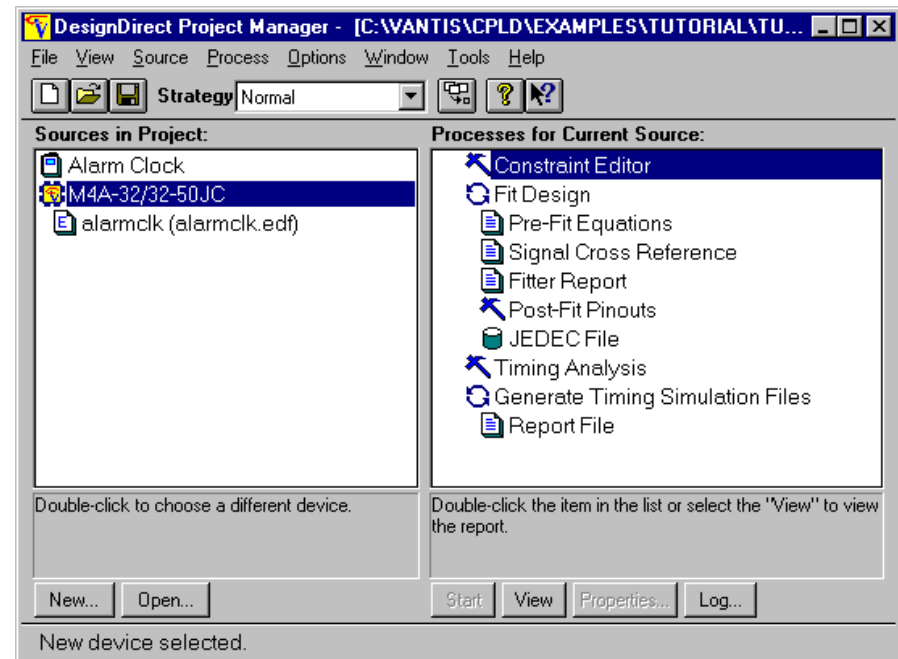 DesignDirect Project Manager - [C:\VANTIS\CPLD\EXAMPLES\TUTORIAL\TU...
File View Source Process Options Window Tools Help
Strategy Normal
Sources in Project:
Alarm Clock
M4A-32/32-50JC
alarmclk (alarmclk.edf)
Double-click to choose a different device.
New... Open...
Processes for Current Source:
Constraint Editor
Fit Design
Pre-Fit Equations
Signal Cross Reference
Fitter Report
Post-Fit Pinouts
JEDEC File
Timing Analysis
Generate Timing Simulation Files
Report File
Double-click the item in the list or select the "View" to view
the report.
Start View Properties... Log...
New device selected.